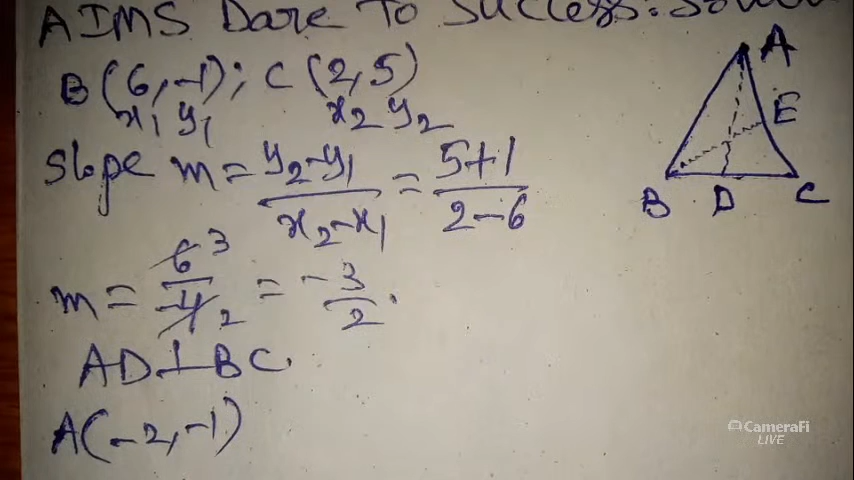 AIMS Dare To Success:
B(6,-1); C(2,5)
x1 y1 x2 y2
Slope m = y2-y1/x2-x1 = 5+1/2-6
m = 6 3/-4 2 = -3/2.
AD⊥BC.
A(-2,-1)
A
E
B D C
CameraFi
LIVE